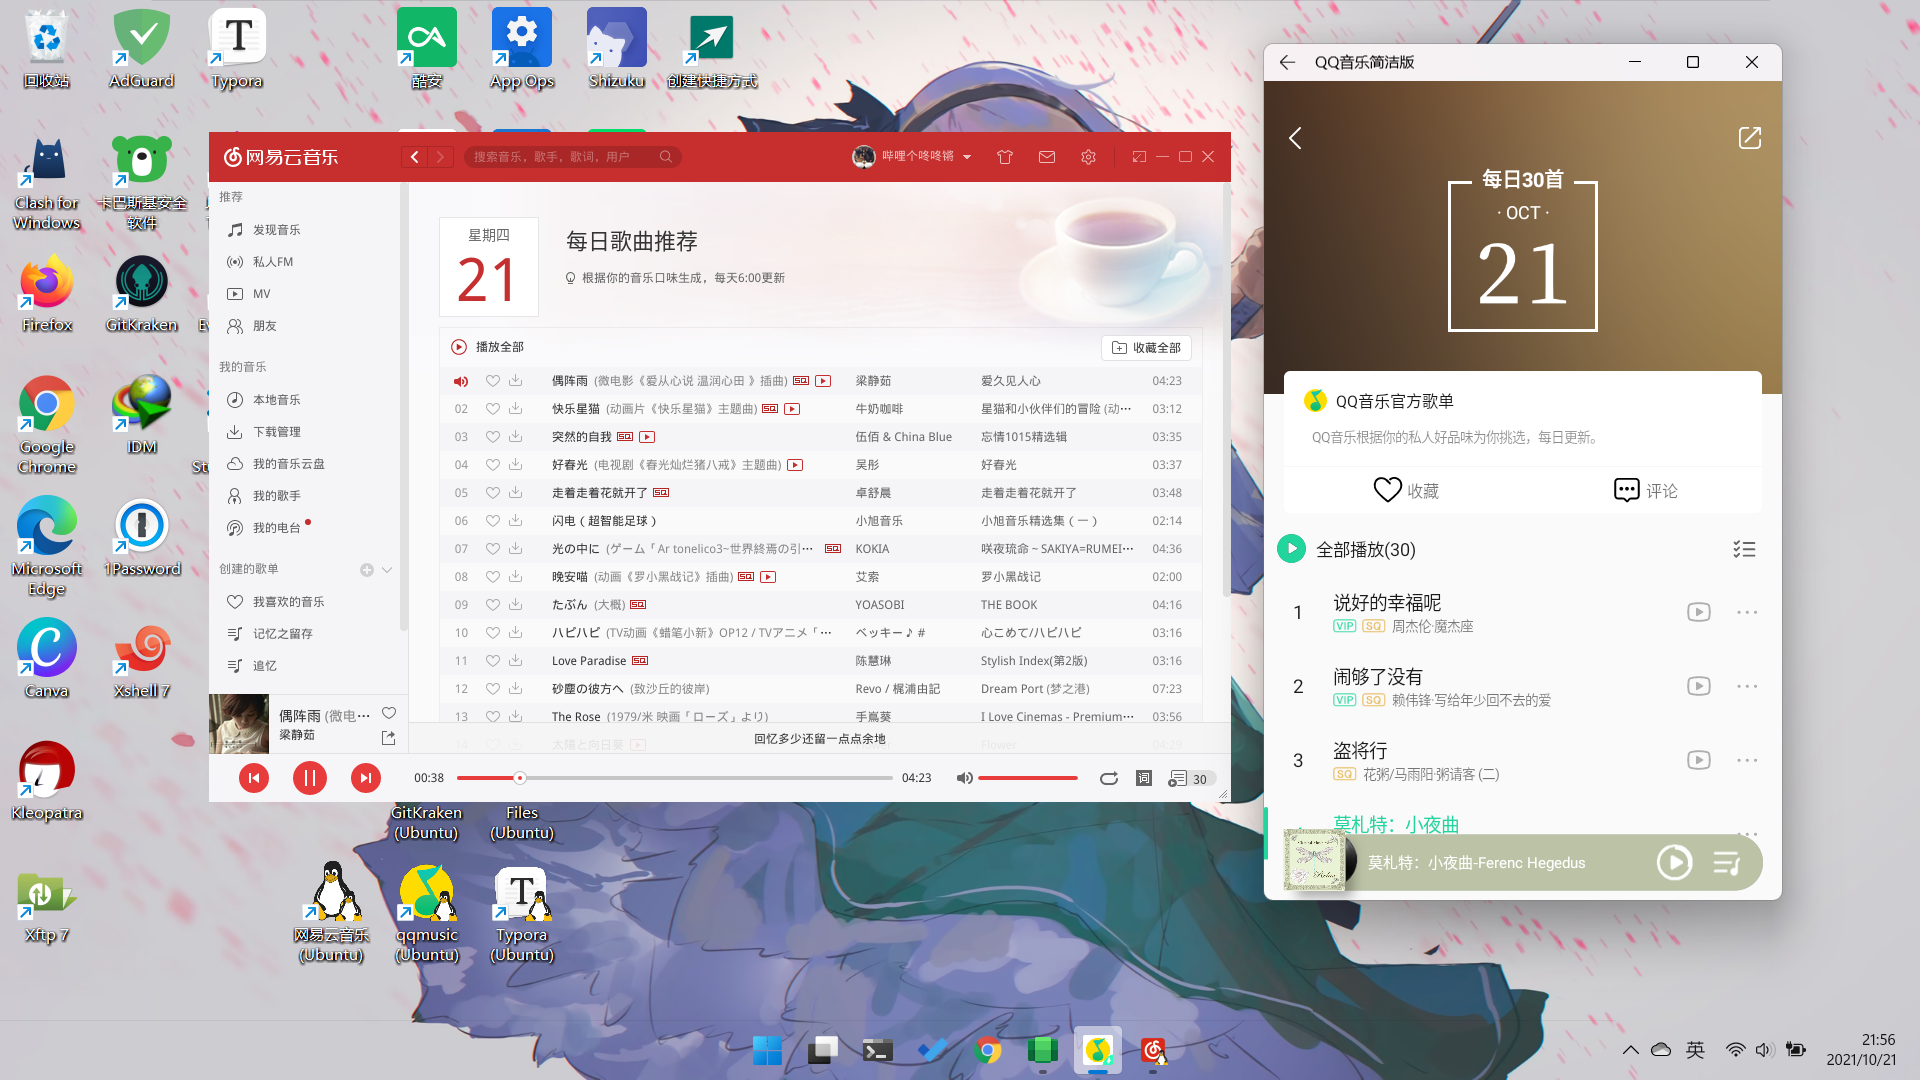 回收站
AdGuard
Typora
酷安
App Ops
Shizuku
创建快捷方式
Clash for
Windows
卡巴斯基安全
软件
Firefox
GitKraken
Google
Chrome
IDM
Microsoft
Edge
1Password
Canva
Xshell 7
Kleopatra
Xftp 7
GitKraken
(Ubuntu)
Files
(Ubuntu)
网易云音乐
(Ubuntu)
qqmusic
(Ubuntu)
Typora
(Ubuntu)
网易云音乐
搜索音乐，歌手，歌词，用户
哔哩个咚咚锵
推荐
发现音乐
私人FM
MV
朋友
我的音乐
本地音乐
下载管理
我的音乐云盘
我的歌手
我的电台
创建的歌单
我喜欢的音乐
记忆之留存
追忆
偶阵雨 (微电…
梁静茹
星期四
21
每日歌曲推荐
根据你的音乐口味生成，每天6:00更新
播放全部
收藏全部
偶阵雨 (微电影《爱从心说 温润心田 》插曲) SQ 梁静茹 爱久见人心 04:23
02 快乐星猫 (动画片《快乐星猫》主题曲) SQ 牛奶咖啡 星猫和小伙伴们的冒险 (动… 03:12
03 突然的自我 SQ 伍佰 & China Blue 忘情1015精选辑 03:35
04 好春光 (电视剧《春光灿烂猪八戒》主题曲) 吴彤 好春光 03:37
05 走着走着花就开了 SQ 卓舒晨 走着走着花就开了 03:48
06 闪电（超智能足球） 小旭音乐 小旭音乐精选集（一） 02:14
07 光の中に (ゲーム「Ar tonelico3~世界終焉の引… SQ KOKIA 咲夜琉命～SAKIYA=RUMEI… 04:36
08 晚安喵 (动画《罗小黑战记》插曲) SQ 艾索 罗小黑战记 02:00
09 たぶん (大概) SQ YOASOBI THE BOOK 04:16
10 ハピハピ (TV动画《蜡笔小新》OP12 / TVアニメ「… ベッキー♪＃ 心こめて/ハピハピ 03:16
11 Love Paradise SQ 陈慧琳 Stylish Index(第2版) 03:16
12 砂塵の彼方へ (致沙丘的彼岸) Revo / 梶浦由記 Dream Port (梦之港) 07:23
13 The Rose (1979/米 映画「ローズ」より) 手嶌葵 I Love Cinemas - Premium… 03:56
14 太陽と向日葵 Flower Flower 04:29
回忆多少还留一点点余地
00:38 04:23 词 30
QQ音乐简洁版
每日30首
· OCT ·
21
QQ音乐官方歌单
QQ音乐根据你的私人好品味为你挑选，每日更新。
收藏 评论
全部播放(30)
1 说好的幸福呢
VIP SQ 周杰伦·魔杰座
2 闹够了没有
VIP SQ 赖伟锋·写给年少回不去的爱
3 盗将行
SQ 花粥/马雨阳·粥请客 (二)
莫札特：小夜曲
莫札特：小夜曲-Ferenc Hegedus
英
21:56
2021/10/21